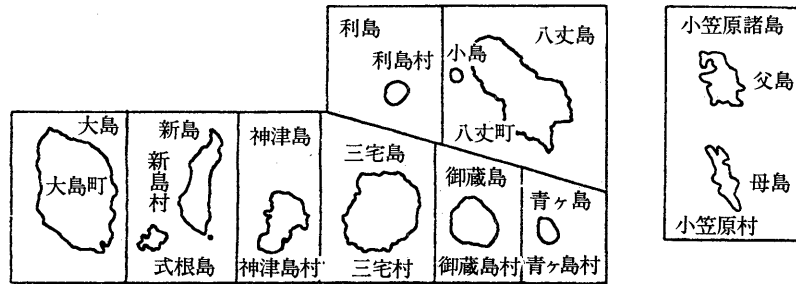 利島
利島村
八丈島
小島
八丈町
小笠原諸島
父島
母島
小笠原村
大島
大島町
新島
新島村
式根島
神津島
神津島村
三宅島
三宅村
御蔵島
御蔵島村
青ヶ島
青ヶ島村